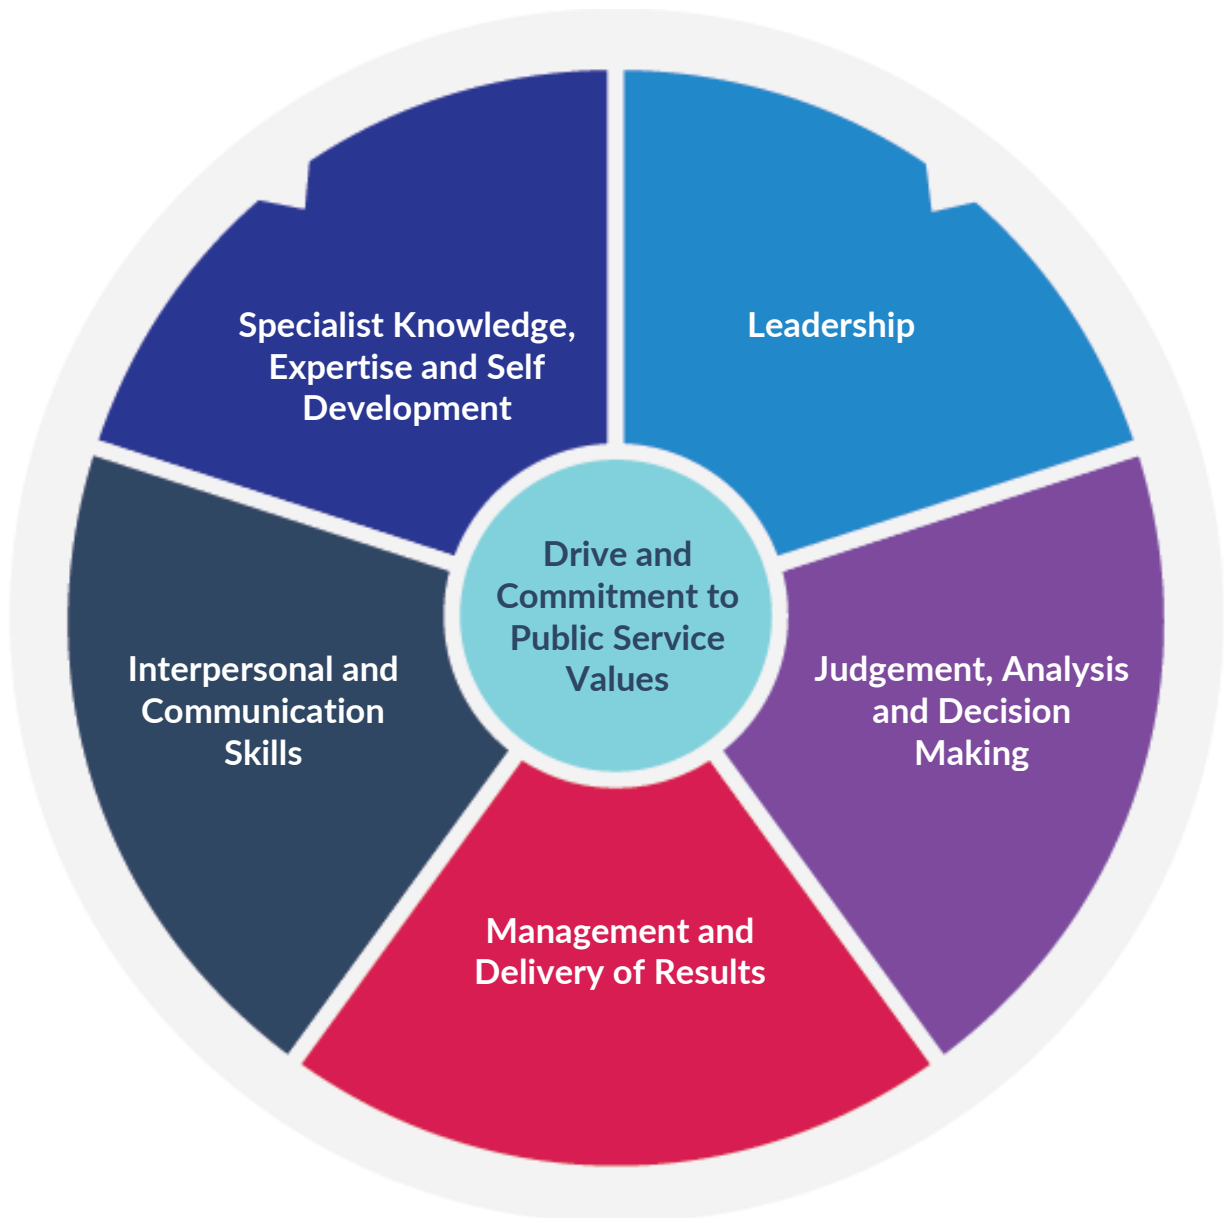 Specialist Knowledge,
Expertise and Self
Development
Leadership
Drive and
Commitment to
Public Service
Values
Interpersonal and
Communication
Skills
Judgement, Analysis
and Decision
Making
Management and
Delivery of Results